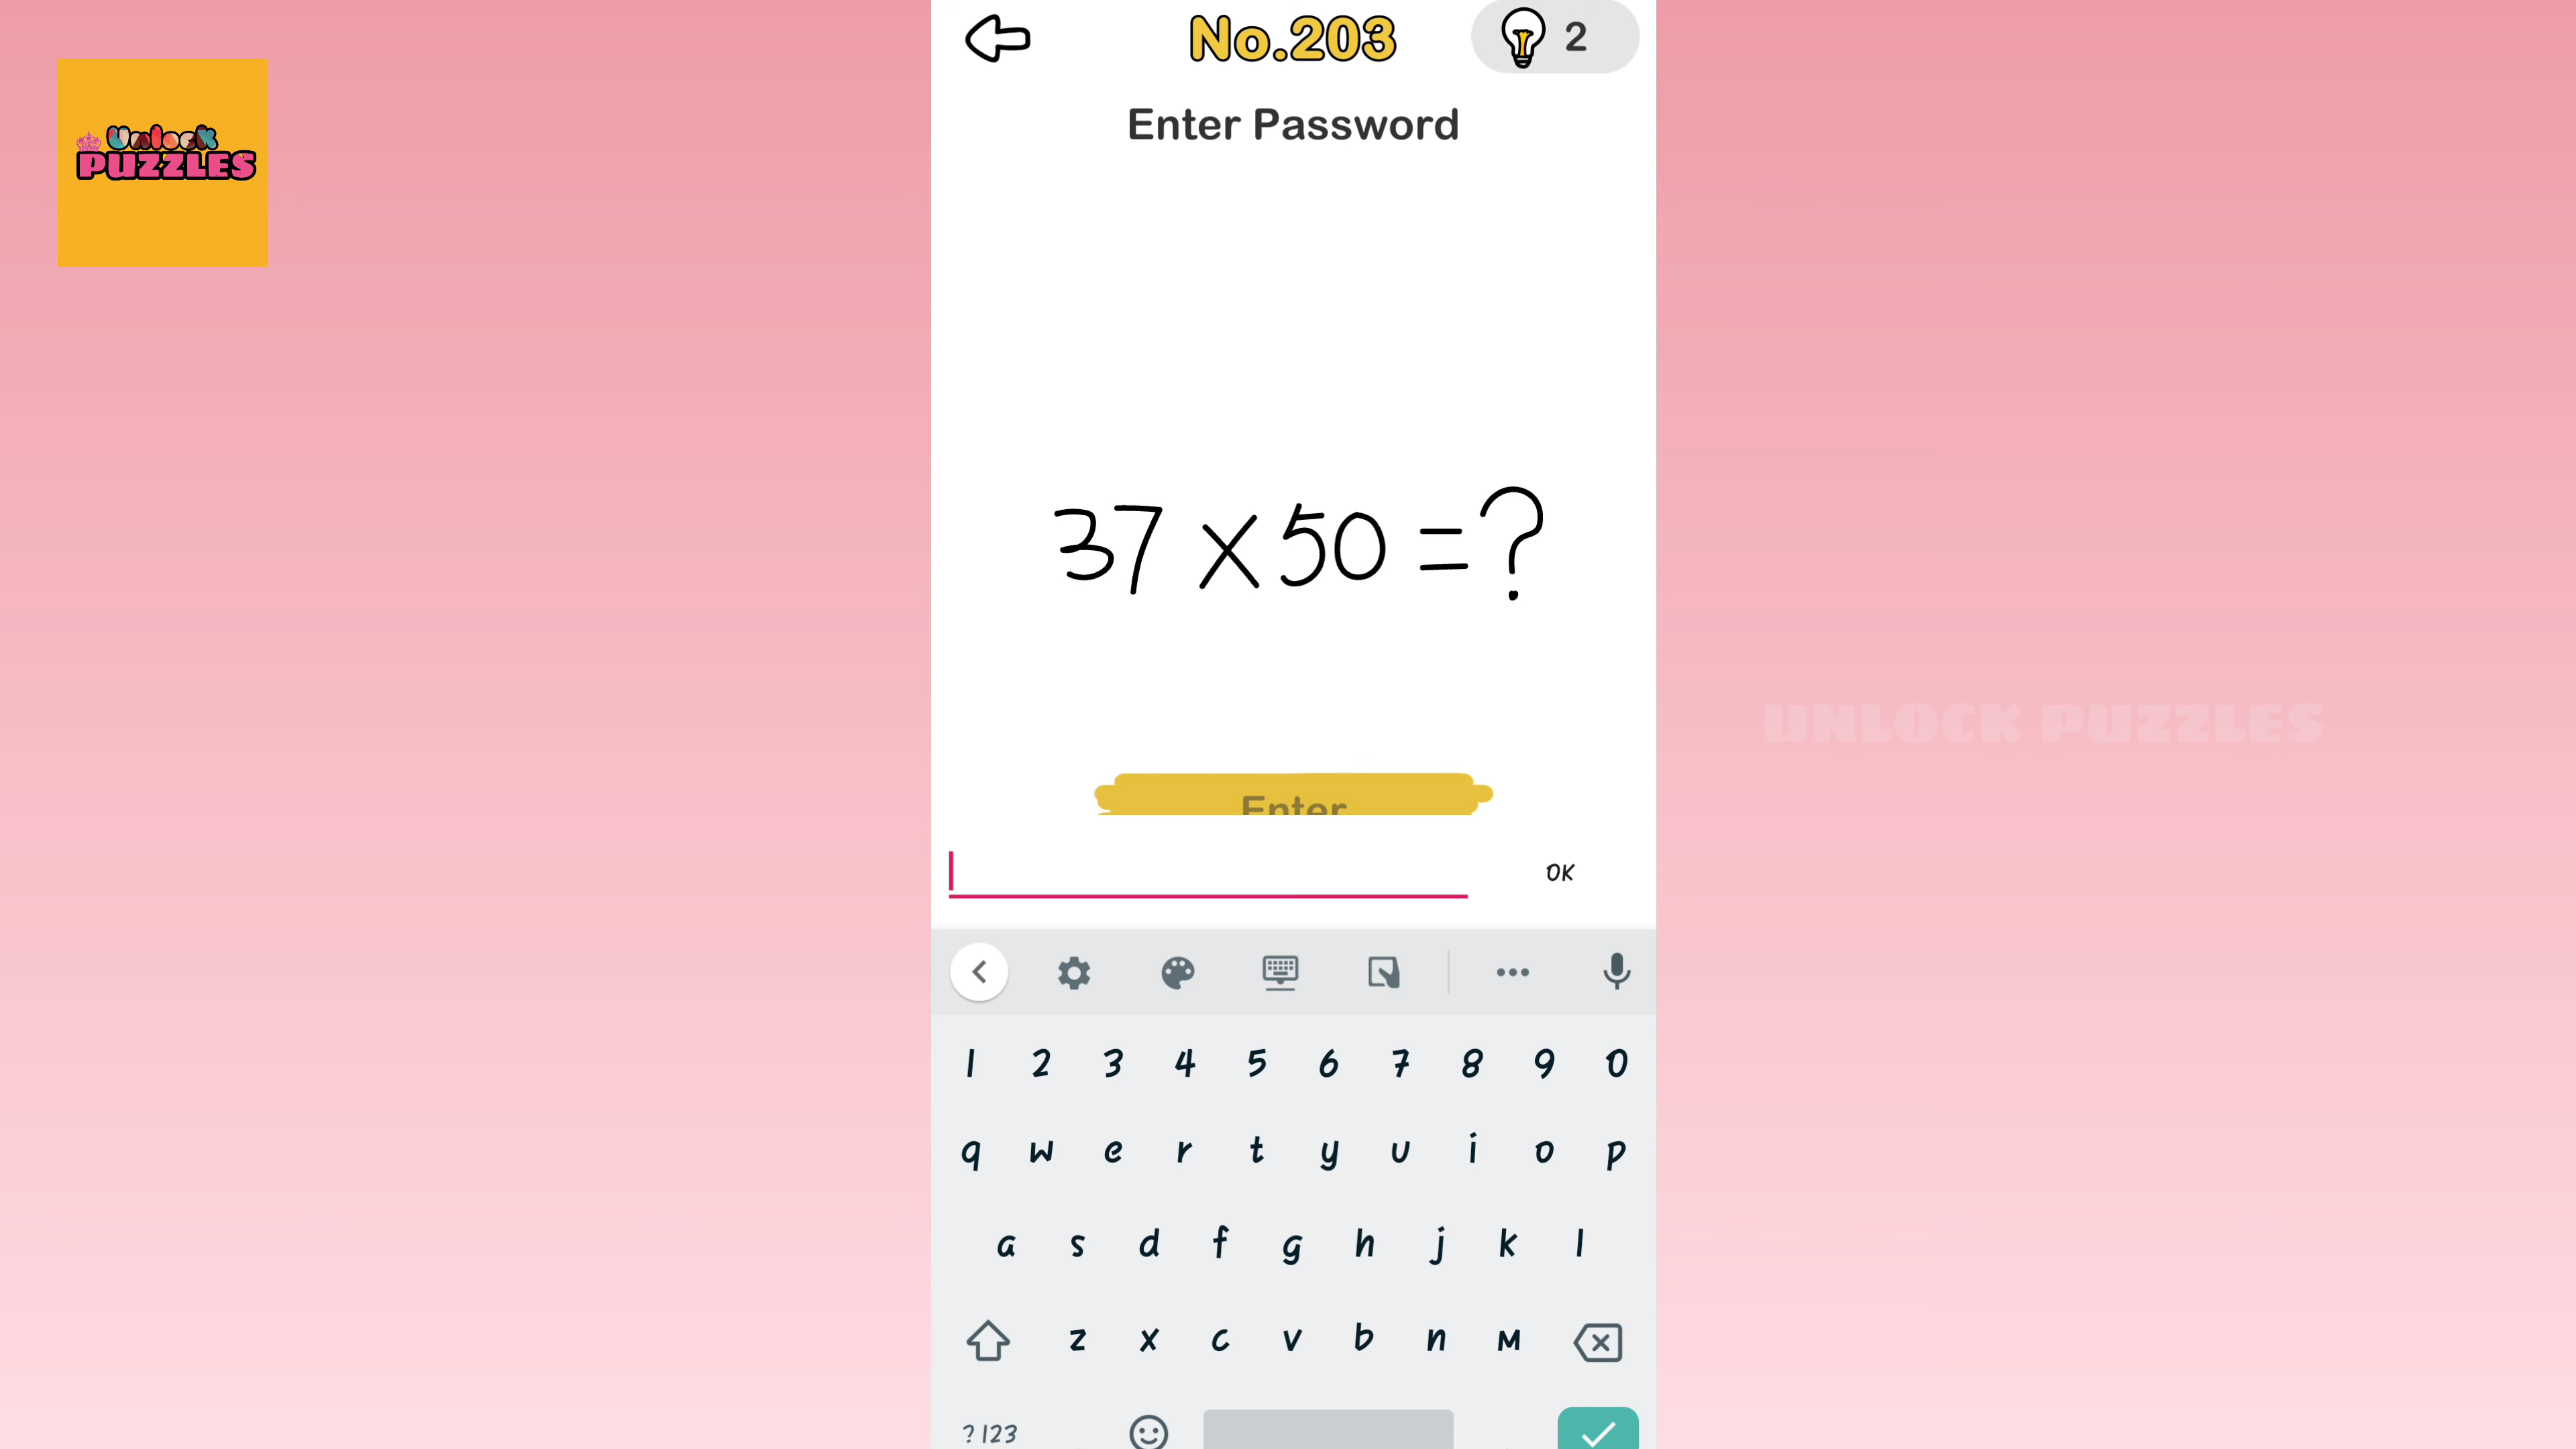 Unlock
PUZZLES
No.203
2
Enter Password
37 × 50 = ?
UNLOCK PUZZLES
Enter
OK
1 2 3 4 5 6 7 8 9 0
q w e r t y u i o p
a s d f g h j k l
z x c v b n m
?123